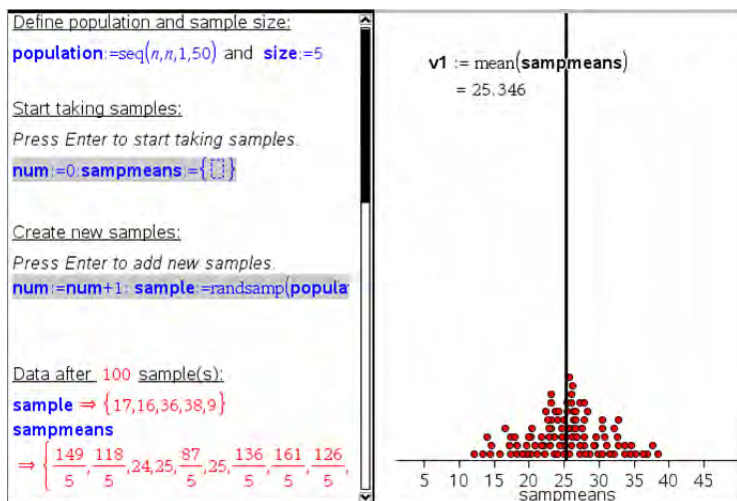 Define population and sample size:
population:=seq(n,n,1,50) and size:=5
Start taking samples:
Press Enter to start taking samples.
num:=0:sampmeans:={}
Create new samples:
Press Enter to add new samples.
num:=num+1: sample:=randsamp(popula
Data after 100 sample(s):
sample ⇒ {17,16,36,38,9}
sampmeans
⇒ {149/5,118/5,24,25,87/5,25,136/5,161/5,126/5,
v1 := mean(sampmeans)
= 25.346
5 10 15 20 25 30 35 40 45
sampmeans